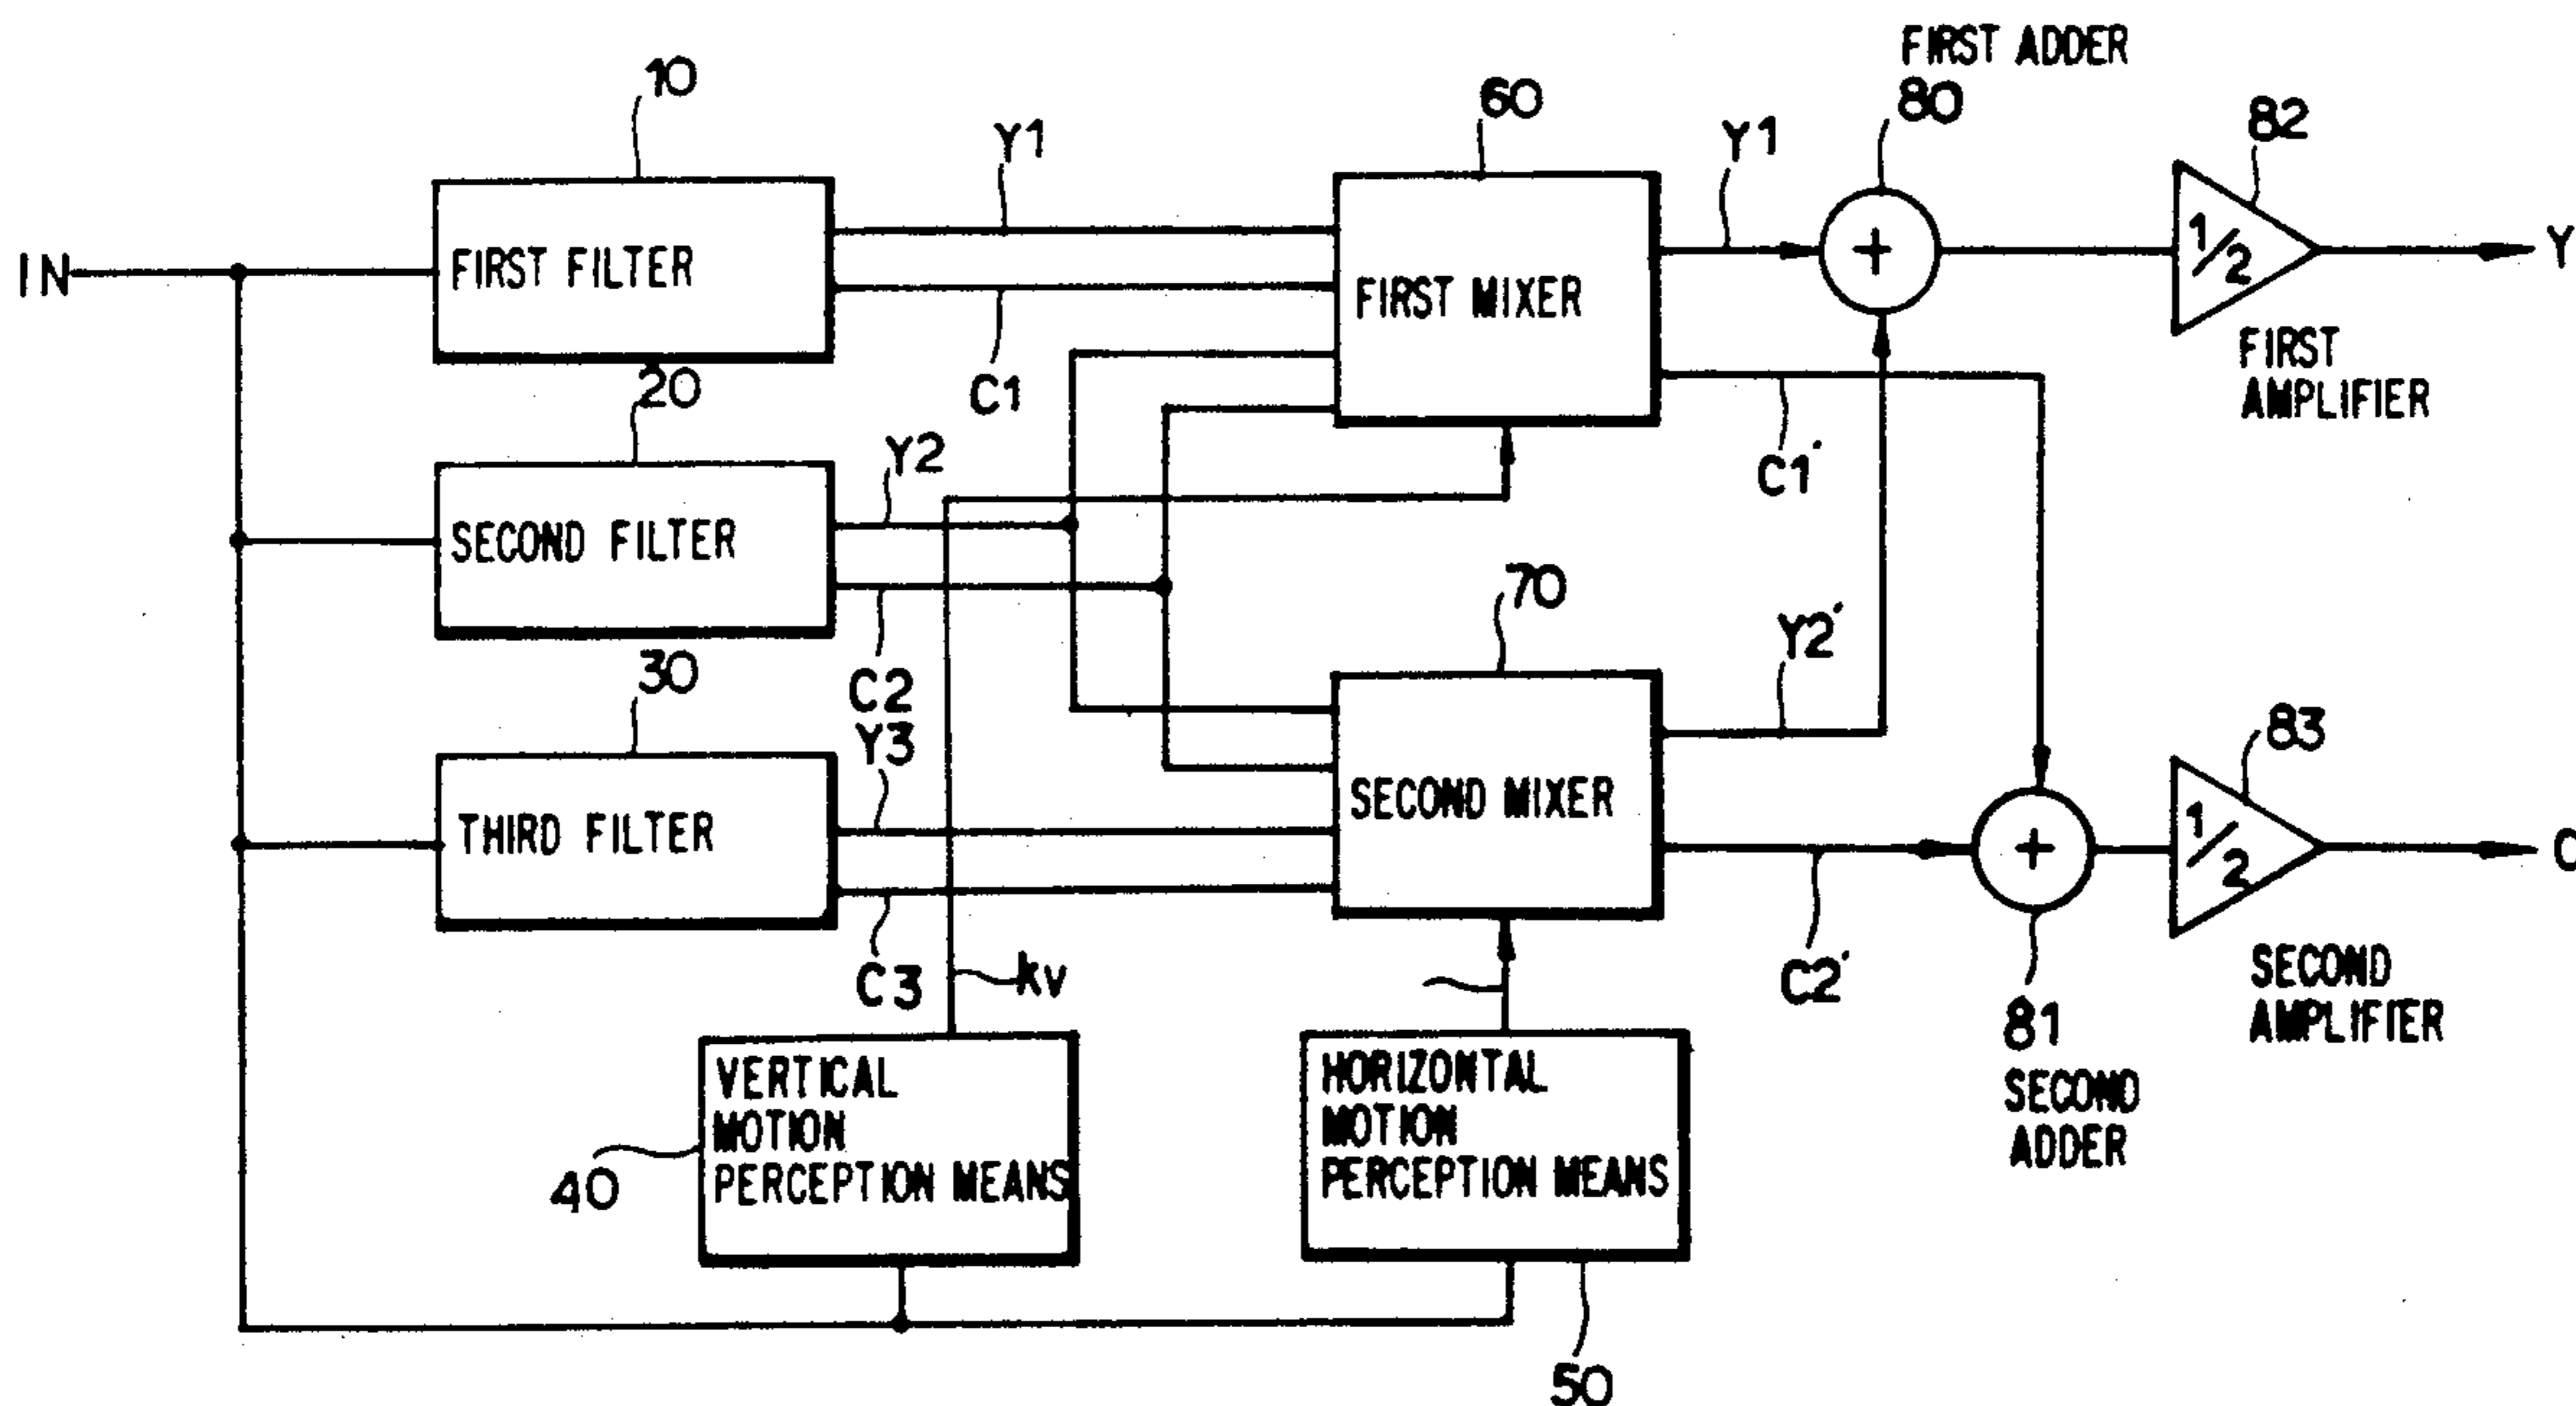 FIRST ADDER
10
60
80
82
Y1
Y1
IN
FIRST FILTER
FIRST MIXER
+
1/2
Y
C1
FIRST
AMPLIFIER
20
C1'
Y2
SECOND FILTER
70
C2
Y2'
30
Y3
83
THIRD FILTER
SECOND MIXER
+
1/2
C3
kv
C2'
SECOND
AMPLIFIER
81
SECOND
ADDER
VERTICAL
MOTION
PERCEPTION MEANS
40
HORIZONTAL
MOTION
PERCEPTION MEANS
50